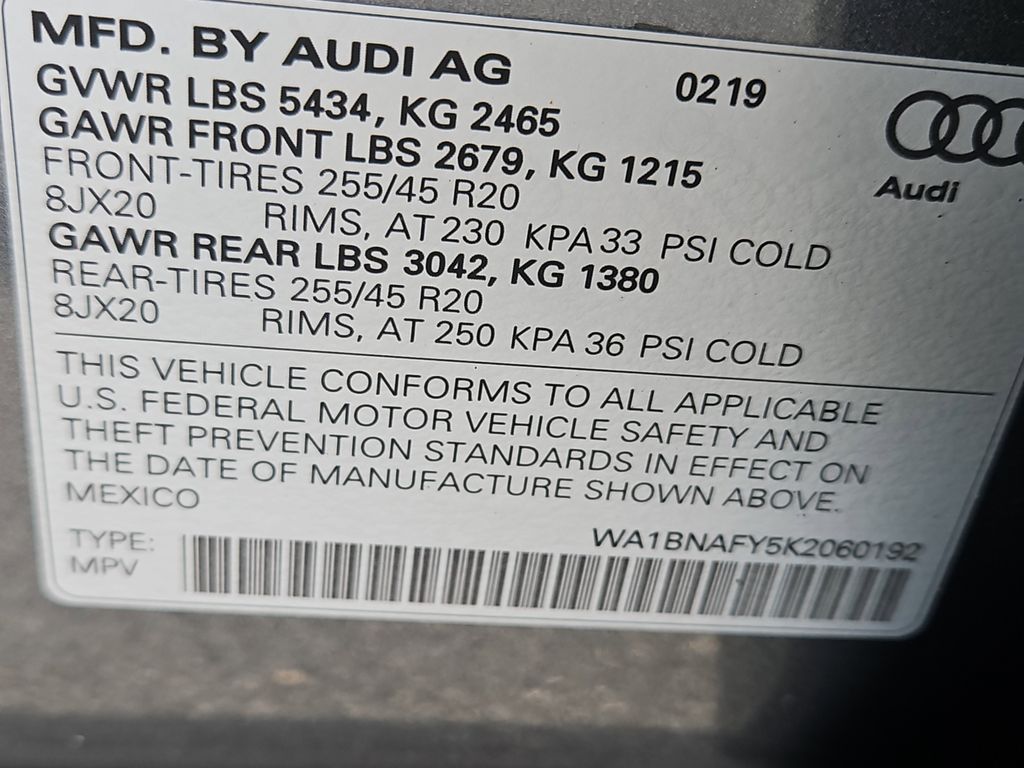 MFD. BY AUDI AG 0219
GVWR LBS 5434, KG 2465
GAWR FRONT LBS 2679, KG 1215
FRONT-TIRES 255/45 R20
8JX20 RIMS, AT 230 KPA 33 PSI COLD
GAWR REAR LBS 3042, KG 1380
REAR-TIRES 255/45 R20
8JX20 RIMS, AT 250 KPA 36 PSI COLD
Audi
THIS VEHICLE CONFORMS TO ALL APPLICABLE
U.S. FEDERAL MOTOR VEHICLE SAFETY AND
THEFT PREVENTION STANDARDS IN EFFECT ON
THE DATE OF MANUFACTURE SHOWN ABOVE.
MEXICO
WA1BNAFY5K2060192
TYPE:
MPV